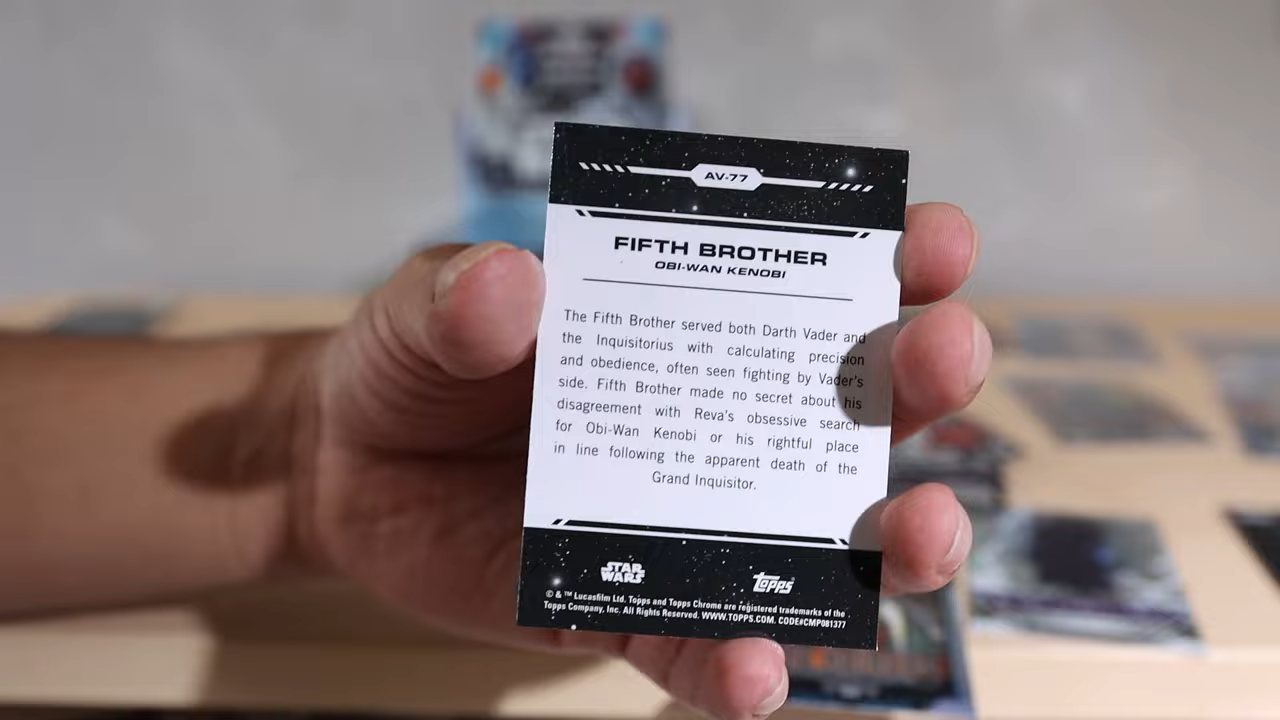 AV-77
FIFTH BROTHER
OBI-WAN KENOBI
The Fifth Brother served both Darth Vader and
the Inquisitorius with calculating precision
and obedience, often seen fighting by Vader's
side. Fifth Brother made no secret about his
disagreement with Reva's obsessive search
for Obi-Wan Kenobi or his rightful place
in line following the apparent death of the
Grand Inquisitor.
STAR WARS
Topps
© & ™ Lucasfilm Ltd. Topps and Topps Chrome are registered trademarks of the
Topps Company, Inc. All Rights Reserved. WWW.TOPPS.COM. CODE#CMP081377